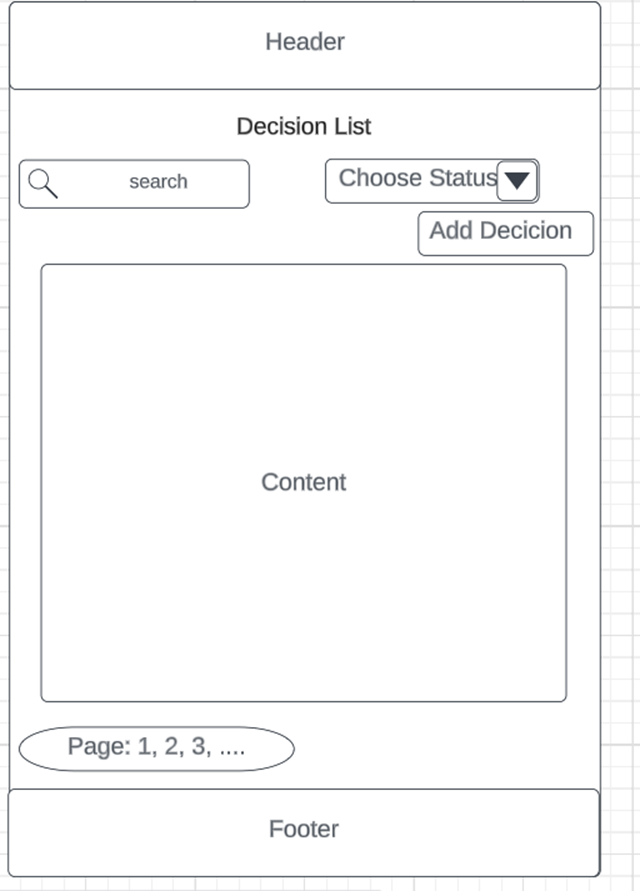 Header
Decision List
search
Choose Status
Add Decicion
Content
Page: 1, 2, 3, ....
Footer